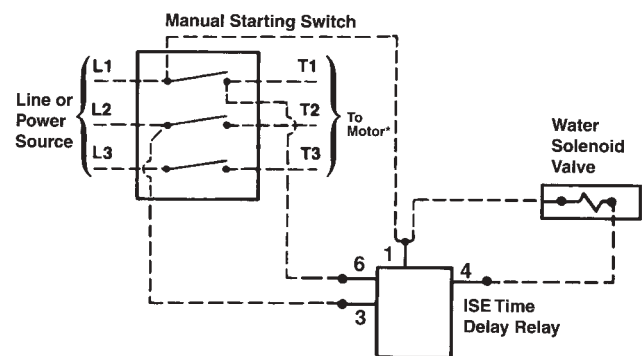 Manual Starting Switch
L1 T1
Line or
Power
Source
L2 T2
To
Motor*
L3 T3
Water
Solenoid
Valve
1
6 4
3
ISE Time
Delay Relay